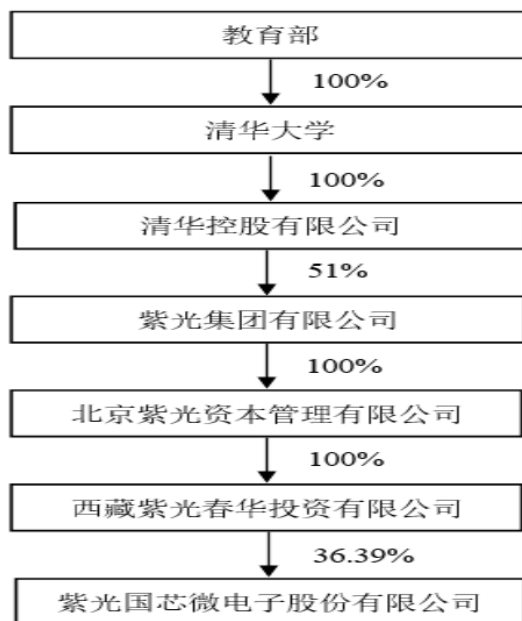 教育部
100%
清华大学
100%
清华控股有限公司
51%
紫光集团有限公司
100%
北京紫光资本管理有限公司
100%
西藏紫光春华投资有限公司
36.39%
紫光国芯微电子股份有限公司